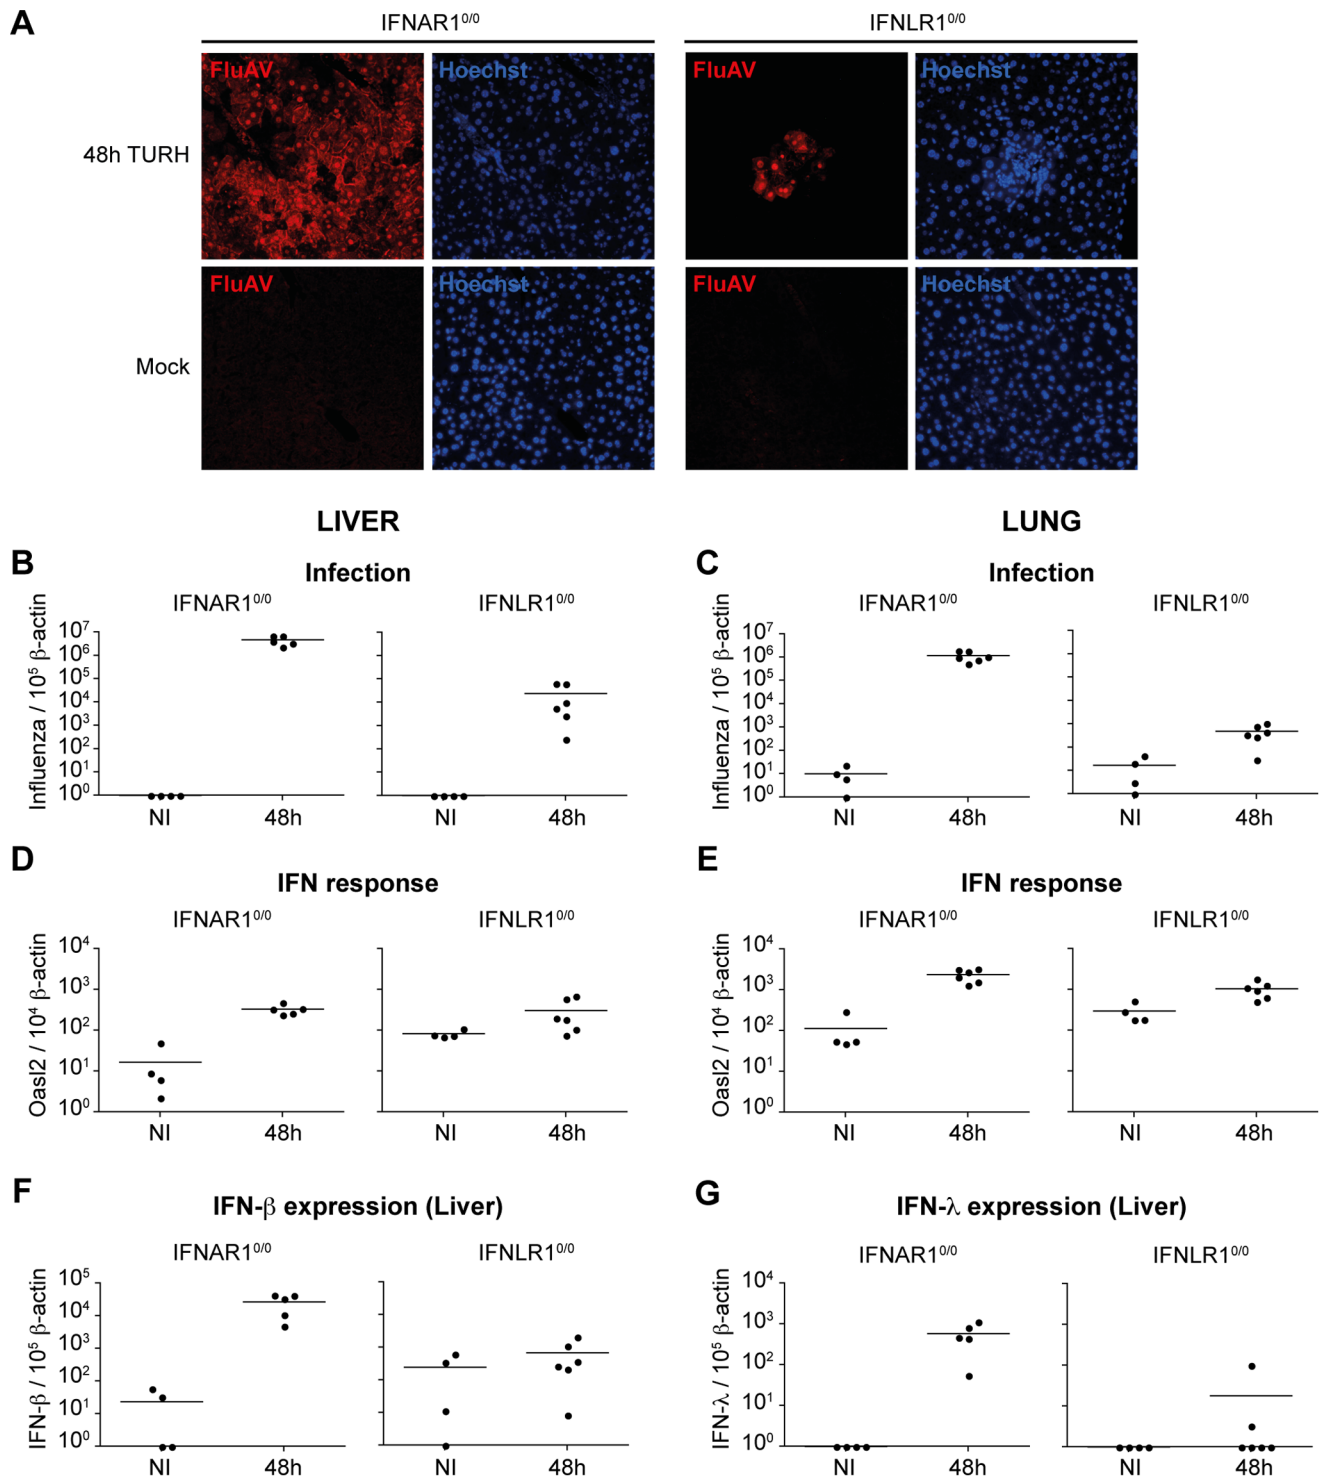 A
IFNAR1⁰/⁰
IFNLR1⁰/⁰
FluAV
Hoechst
FluAV
Hoechst
48h TURH
FluAV
Hoechst
FluAV
Hoechst
Mock
LIVER
LUNG
B
Infection
IFNAR1⁰/⁰
IFNLR1⁰/⁰
Influenza / 10⁵ β-actin
10⁷
10⁶
10⁵
10⁴
10³
10²
10¹
10⁰
NI
48h
NI
48h
C
Infection
IFNAR1⁰/⁰
IFNLR1⁰/⁰
Influenza / 10⁵ β-actin
10⁷
10⁶
10⁵
10⁴
10³
10²
10¹
10⁰
NI
48h
NI
48h
D
IFN response
IFNAR1⁰/⁰
IFNLR1⁰/⁰
Oasl2 / 10⁴ β-actin
10⁴
10³
10²
10¹
10⁰
NI
48h
NI
48h
E
IFN response
IFNAR1⁰/⁰
IFNLR1⁰/⁰
Oasl2 / 10⁴ β-actin
10⁴
10³
10²
10¹
10⁰
NI
48h
NI
48h
F
IFN-β expression (Liver)
IFNAR1⁰/⁰
IFNLR1⁰/⁰
IFN-β / 10⁵ β-actin
10⁵
10⁴
10³
10²
10¹
10⁰
NI
48h
NI
48h
G
IFN-λ expression (Liver)
IFNAR1⁰/⁰
IFNLR1⁰/⁰
IFN-λ / 10⁵ β-actin
10⁴
10³
10²
10¹
10⁰
NI
48h
NI
48h